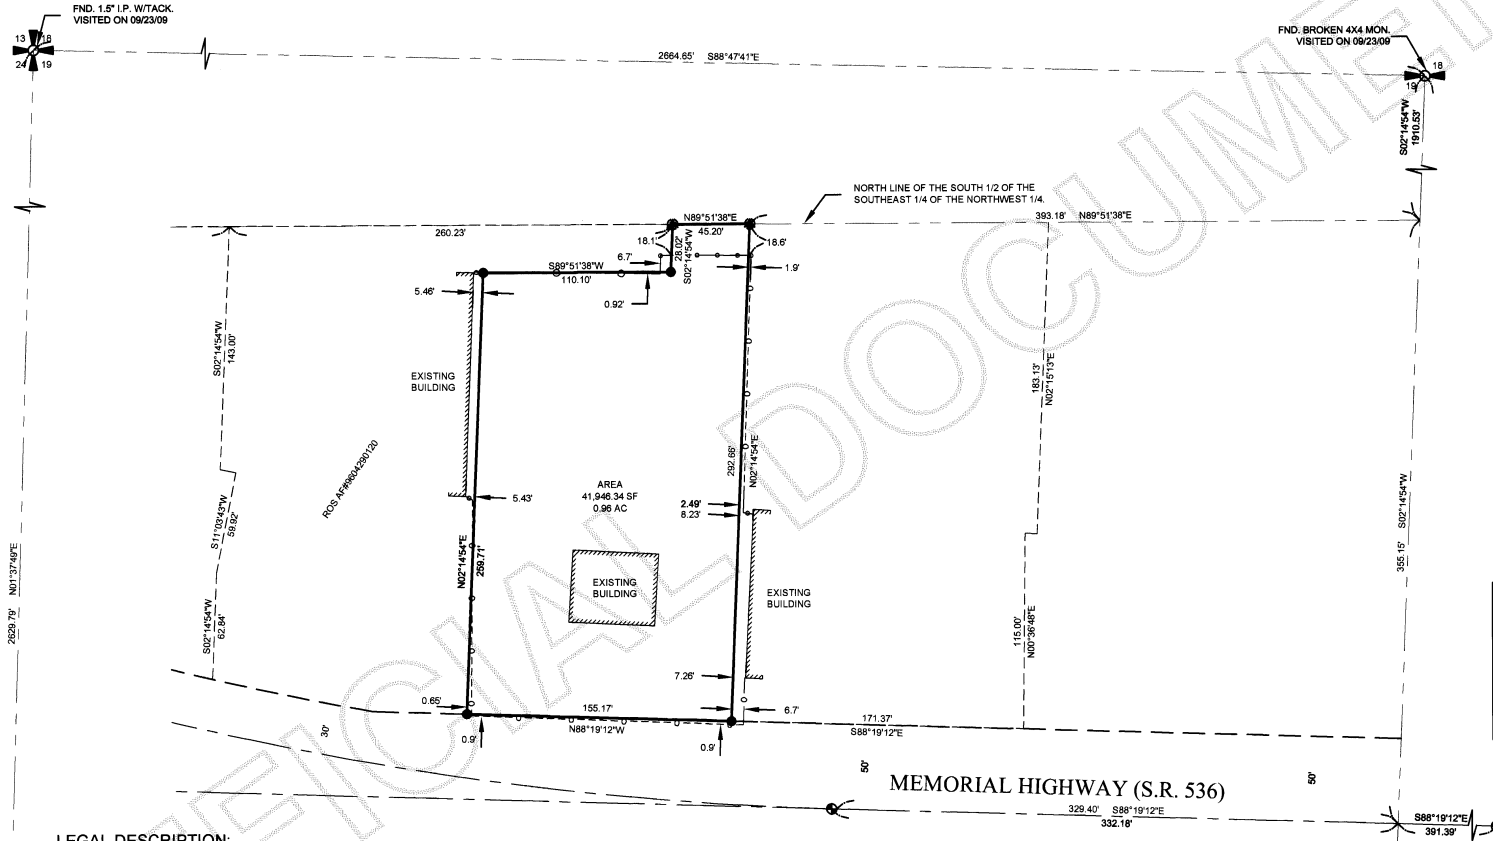 FND. 1.5" I.P. W/TACK.
VISITED ON 09/23/09
13 18
24 19
2664.65' S88°47'41"E
FND. BROKEN 4X4 MON.
VISITED ON 09/23/09
18
19
S02°14'54"W
1910.53'
NORTH LINE OF THE SOUTH 1/2 OF THE
SOUTHEAST 1/4 OF THE NORTHWEST 1/4.
393.18' N89°51'38"E
260.23'
N89°51'38"E
45.20'
18.1'
18.6'
28.02'
S02°14'54"W
6.7'
1.9'
S89°51'38"W
110.10'
0.92'
5.46'
S02°14'54"W
143.00'
EXISTING
BUILDING
183.13'
N02°15'13"E
ROS AF#9604290120
292.66'
N02°14'54"E
AREA
41,946.34 SF
0.96 AC
5.43'
2.49'
8.23'
S11°03'43"W
59.92'
S02°14'54"W
355.15'
N02°14'54"E
259.71'
EXISTING
BUILDING
EXISTING
BUILDING
2629.79' N01°37'49"E
S02°14'54"W
62.84'
115.00'
N00°36'48"E
7.26'
0.65'
155.17'
N88°19'12"W
6.7'
171.37'
S88°19'12"E
0.9'
0.9'
30'
50'
50'
MEMORIAL HIGHWAY (S.R. 536)
329.40' S88°19'12"E
332.18'
S88°19'12"E
391.39'
LEGAL DESCRIPTION:
FICIAL DOCUME